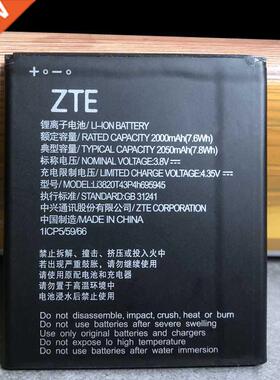 ZTE
锂离子电池/ LI-ION BATTERY
额定容量/ RATED CAPACITY 2000mAh(7.6Wh)
典型容量/ TYPICAL CAPACITY 2050mAh(7.8Wh)
标称电压/ NOMINAL VOLTAGE:3.8V
充电限制电压/ LIMITED CHARGE VOLTAGE:4.35V
型号/MODEL:Li3820T43P4h695945
执行标准/ STANDARD:GB 31241
中兴通讯股份有限公司/ ZTE CORPORATION
中国制造/MADE IN CHINA
1ICP5/59/66
禁止拆解、撞击、挤压或投入火中
若出现严重鼓胀，请勿继续使用
请使用原配电池和充电器
请勿置于高温环境中
电池浸水后禁止使用
Do not disassemble, impact, crush, heat or burn
Do not use batteries after severe swelling
Use only original batteries and chargers
Do not expose to high temperature
Do not use batteries after water immersion